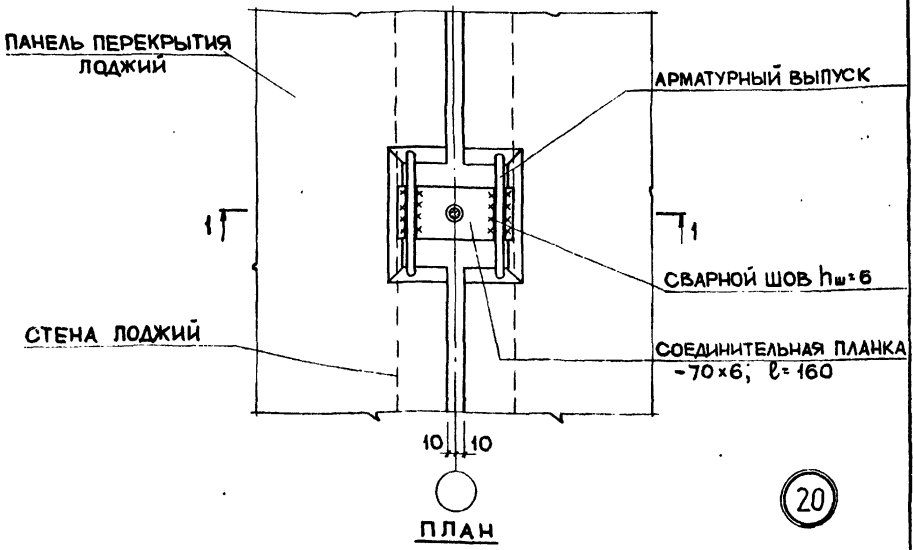 ПАНЕЛЬ ПЕРЕКРЫТИЯ
ЛОДЖИЙ
АРМАТУРНЫЙ ВЫПУСК
1
1
СВАРНОЙ ШОВ hш=6
СТЕНА ЛОДЖИЙ
СОЕДИНИТЕЛЬНАЯ ПЛАНКА
-70×6; ℓ=160
10 10
20
ПЛАН